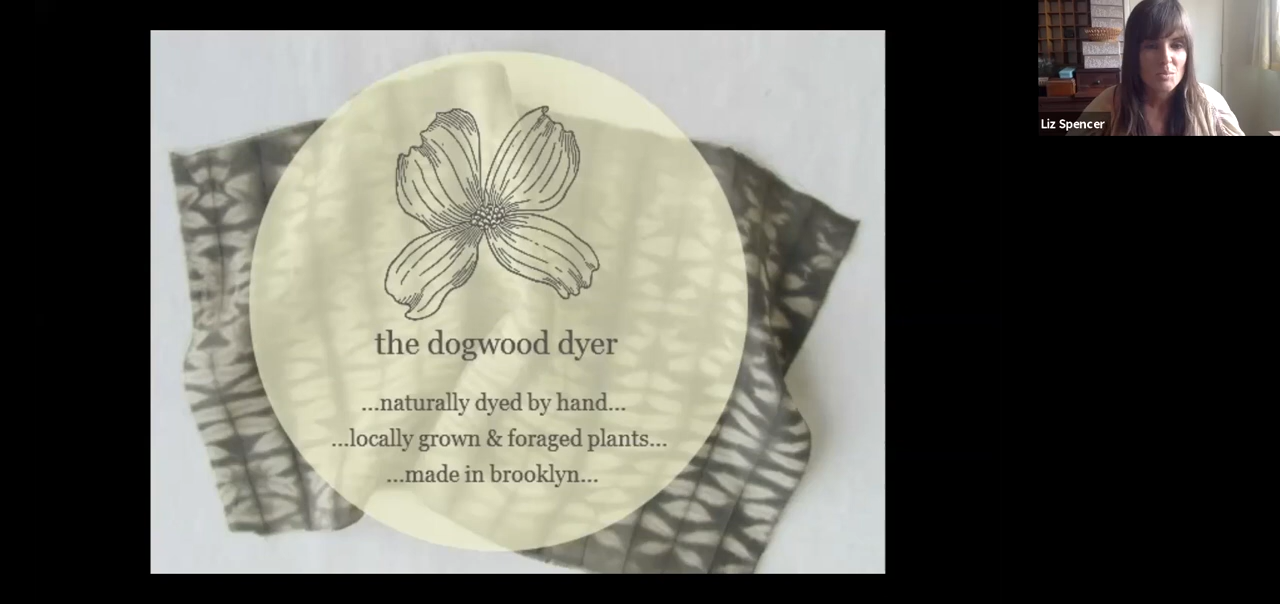 the dogwood dyer
...naturally dyed by hand...
...locally grown & foraged plants...
...made in brooklyn...
Liz Spencer